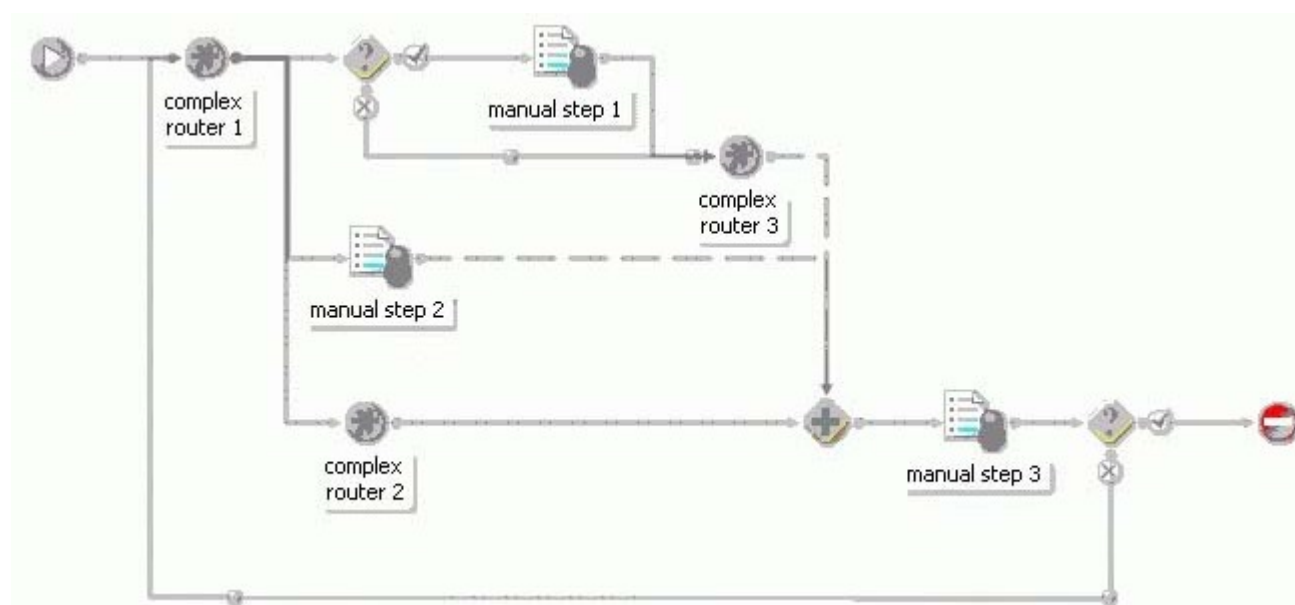 complex
router 1
manual step 1
complex
router 3
manual step 2
complex
router 2
manual step 3